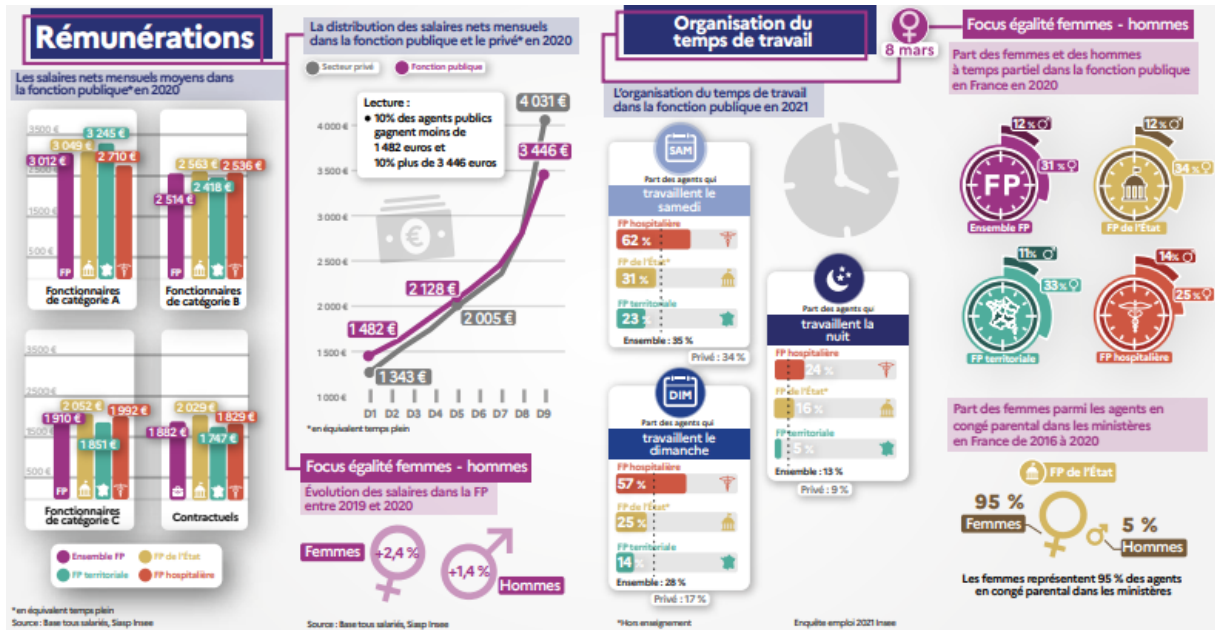 Rémunérations
Les salaires nets mensuels moyens dans
la fonction publique* en 2020
3500 €
2500 €
1500 €
500 €
3 012 €
3 049 €
3 245 €
2 710 €
FP
Fonctionnaires
de catégorie A
2 514 €
2 563 €
2 418 €
2 536 €
FP
Fonctionnaires
de catégorie B
3500 €
2500 €
1500 €
500 €
1 910 €
2 052 €
1 851 €
1 992 €
FP
Fonctionnaires
de catégorie C
1 882 €
2 029 €
1 747 €
1 829 €
Contractuels
Ensemble FP
FP de l'État
FP territoriale
FP hospitalière
*en équivalent temps plein
Source : Base tous salariés, Siasp Insee
La distribution des salaires nets mensuels
dans la fonction publique et le privé* en 2020
Secteur privé
Fonction publique
Lecture :
• 10% des agents publics
gagnent moins de
1 482 euros et
10% plus de 3 446 euros
4 000 €
3 500 €
3 000 €
2 500 €
2 000 €
1 500 €
1 000 €
4 031 €
3 446 €
2 128 €
2 005 €
1 482 €
1 343 €
D1 D2 D3 D4 D5 D6 D7 D8 D9
*en équivalent temps plein
Focus égalité femmes - hommes
Évolution des salaires dans la FP
entre 2019 et 2020
Femmes
+2,4 %
+1,4 %
Hommes
Source : Base tous salariés, Siasp Insee
Organisation du
temps de travail
L'organisation du temps de travail
dans la fonction publique en 2021
SAM
Part des agents qui
travaillent le
samedi
FP hospitalière
62 %
FP de l'État*
31 %
FP territoriale
23 %
Ensemble : 35 %
Privé : 34 %
DIM
Part des agents qui
travaillent le
dimanche
FP hospitalière
57 %
FP de l'État*
25 %
FP territoriale
14 %
Ensemble : 28 %
Privé : 17 %
*Hors enseignement
Part des agents qui
travaillent la
nuit
FP hospitalière
24 %
FP de l'État*
16 %
FP territoriale
5 %
Ensemble : 13 %
Privé : 9 %
Enquête emploi 2021 Insee
8 mars
Focus égalité femmes - hommes
Part des femmes et des hommes
à temps partiel dans la fonction publique
en France en 2020
12 %
31 %
FP
Ensemble FP
12 %
34 %
FP de l'État
11%
33 %
FP territoriale
14%
25 %
FP hospitalière
Part des femmes parmi les agents en
congé parental dans les ministères
en France de 2016 à 2020
FP de l'État
95 %
Femmes
5 %
Hommes
Les femmes représentent 95 % des agents
en congé parental dans les ministères